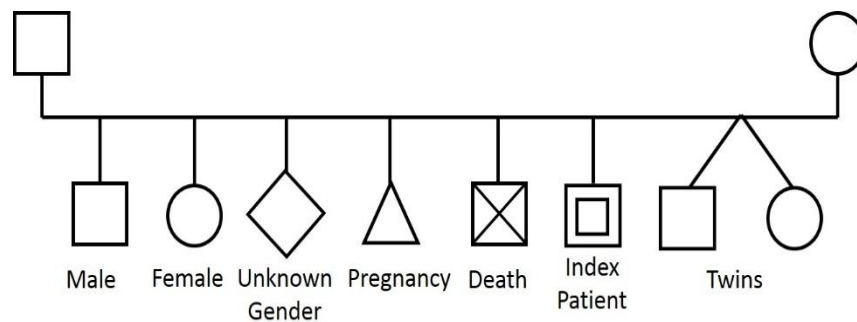 Male
Female
Unknown
Gender
Pregnancy
Death
Index
Patient
Twins